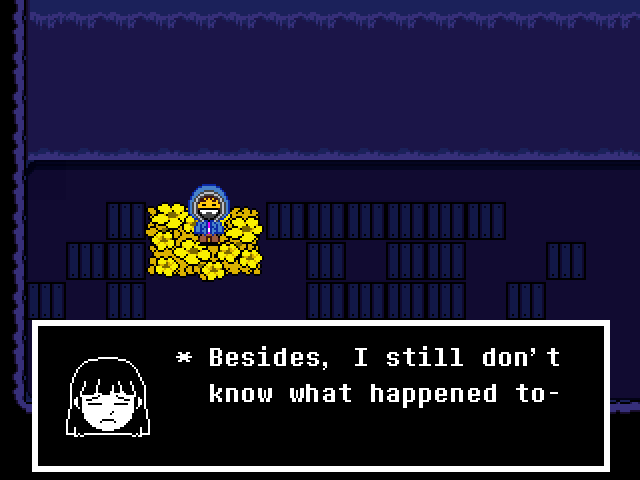 * Besides, I still don't
know what happened to-